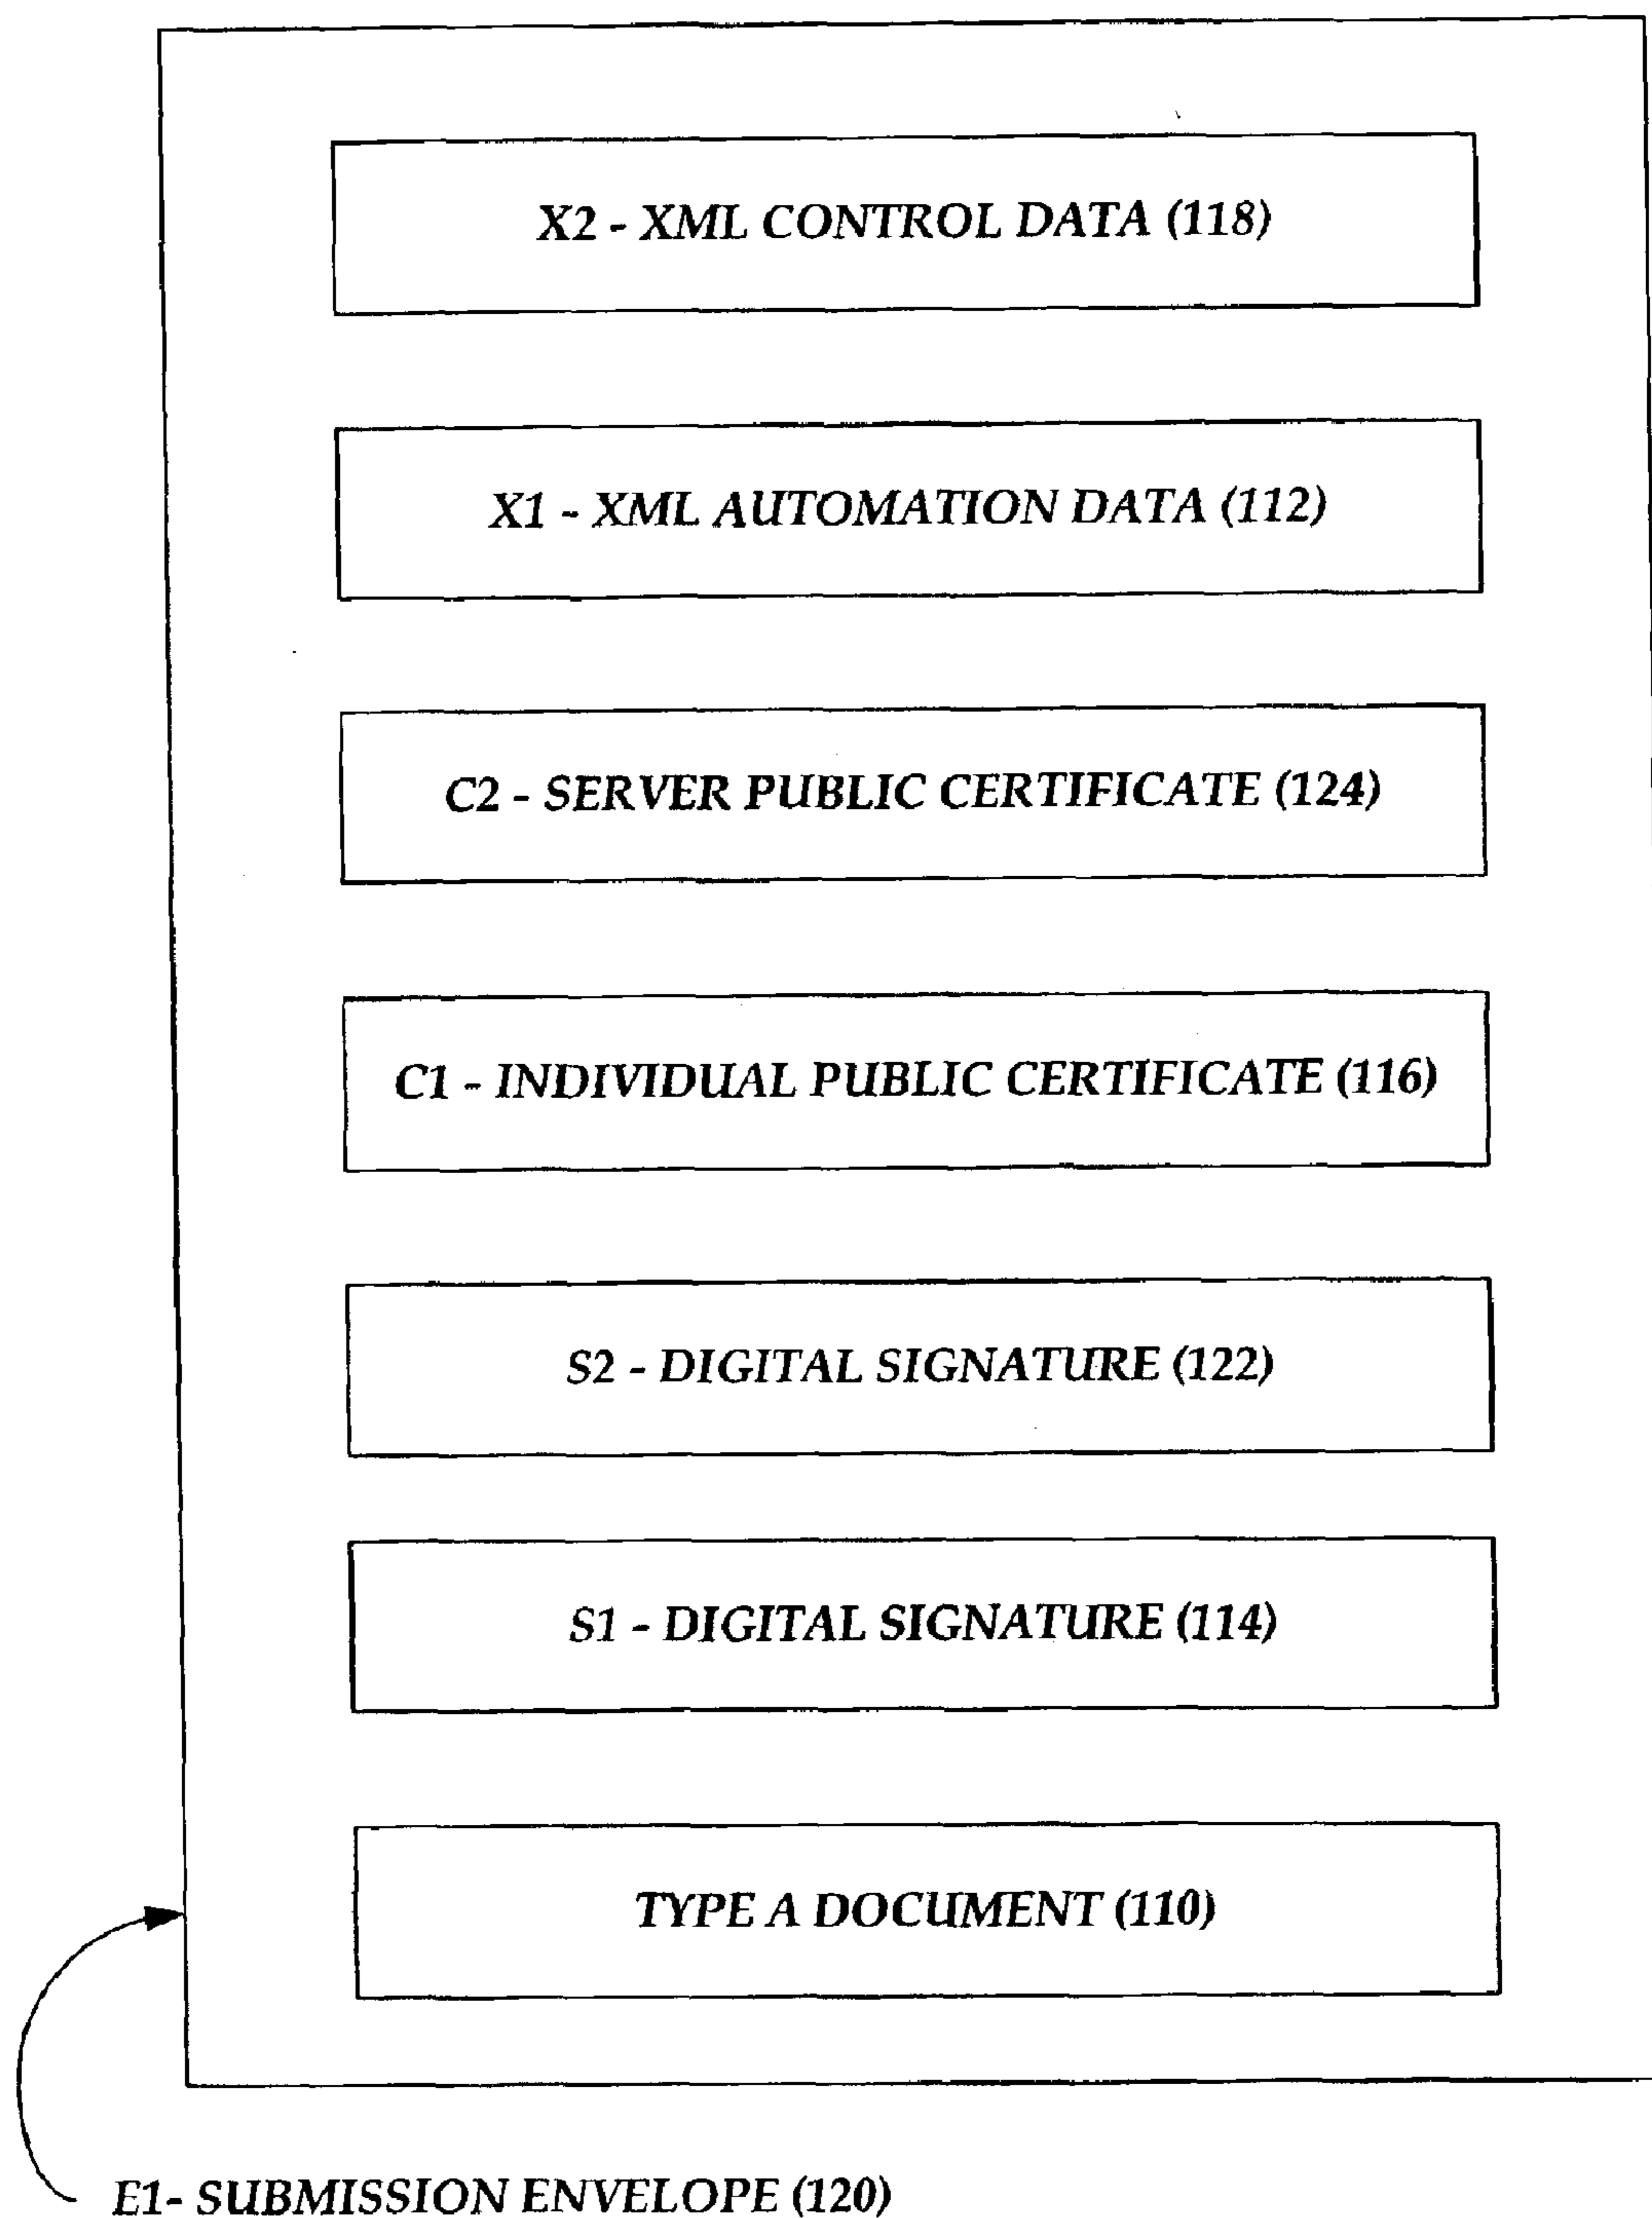 X2 - XML CONTROL DATA (118)
X1 - XML AUTOMATION DATA (112)
C2 - SERVER PUBLIC CERTIFICATE (124)
C1 - INDIVIDUAL PUBLIC CERTIFICATE (116)
S2 - DIGITAL SIGNATURE (122)
S1 - DIGITAL SIGNATURE (114)
TYPE A DOCUMENT (110)
E1- SUBMISSION ENVELOPE (120)